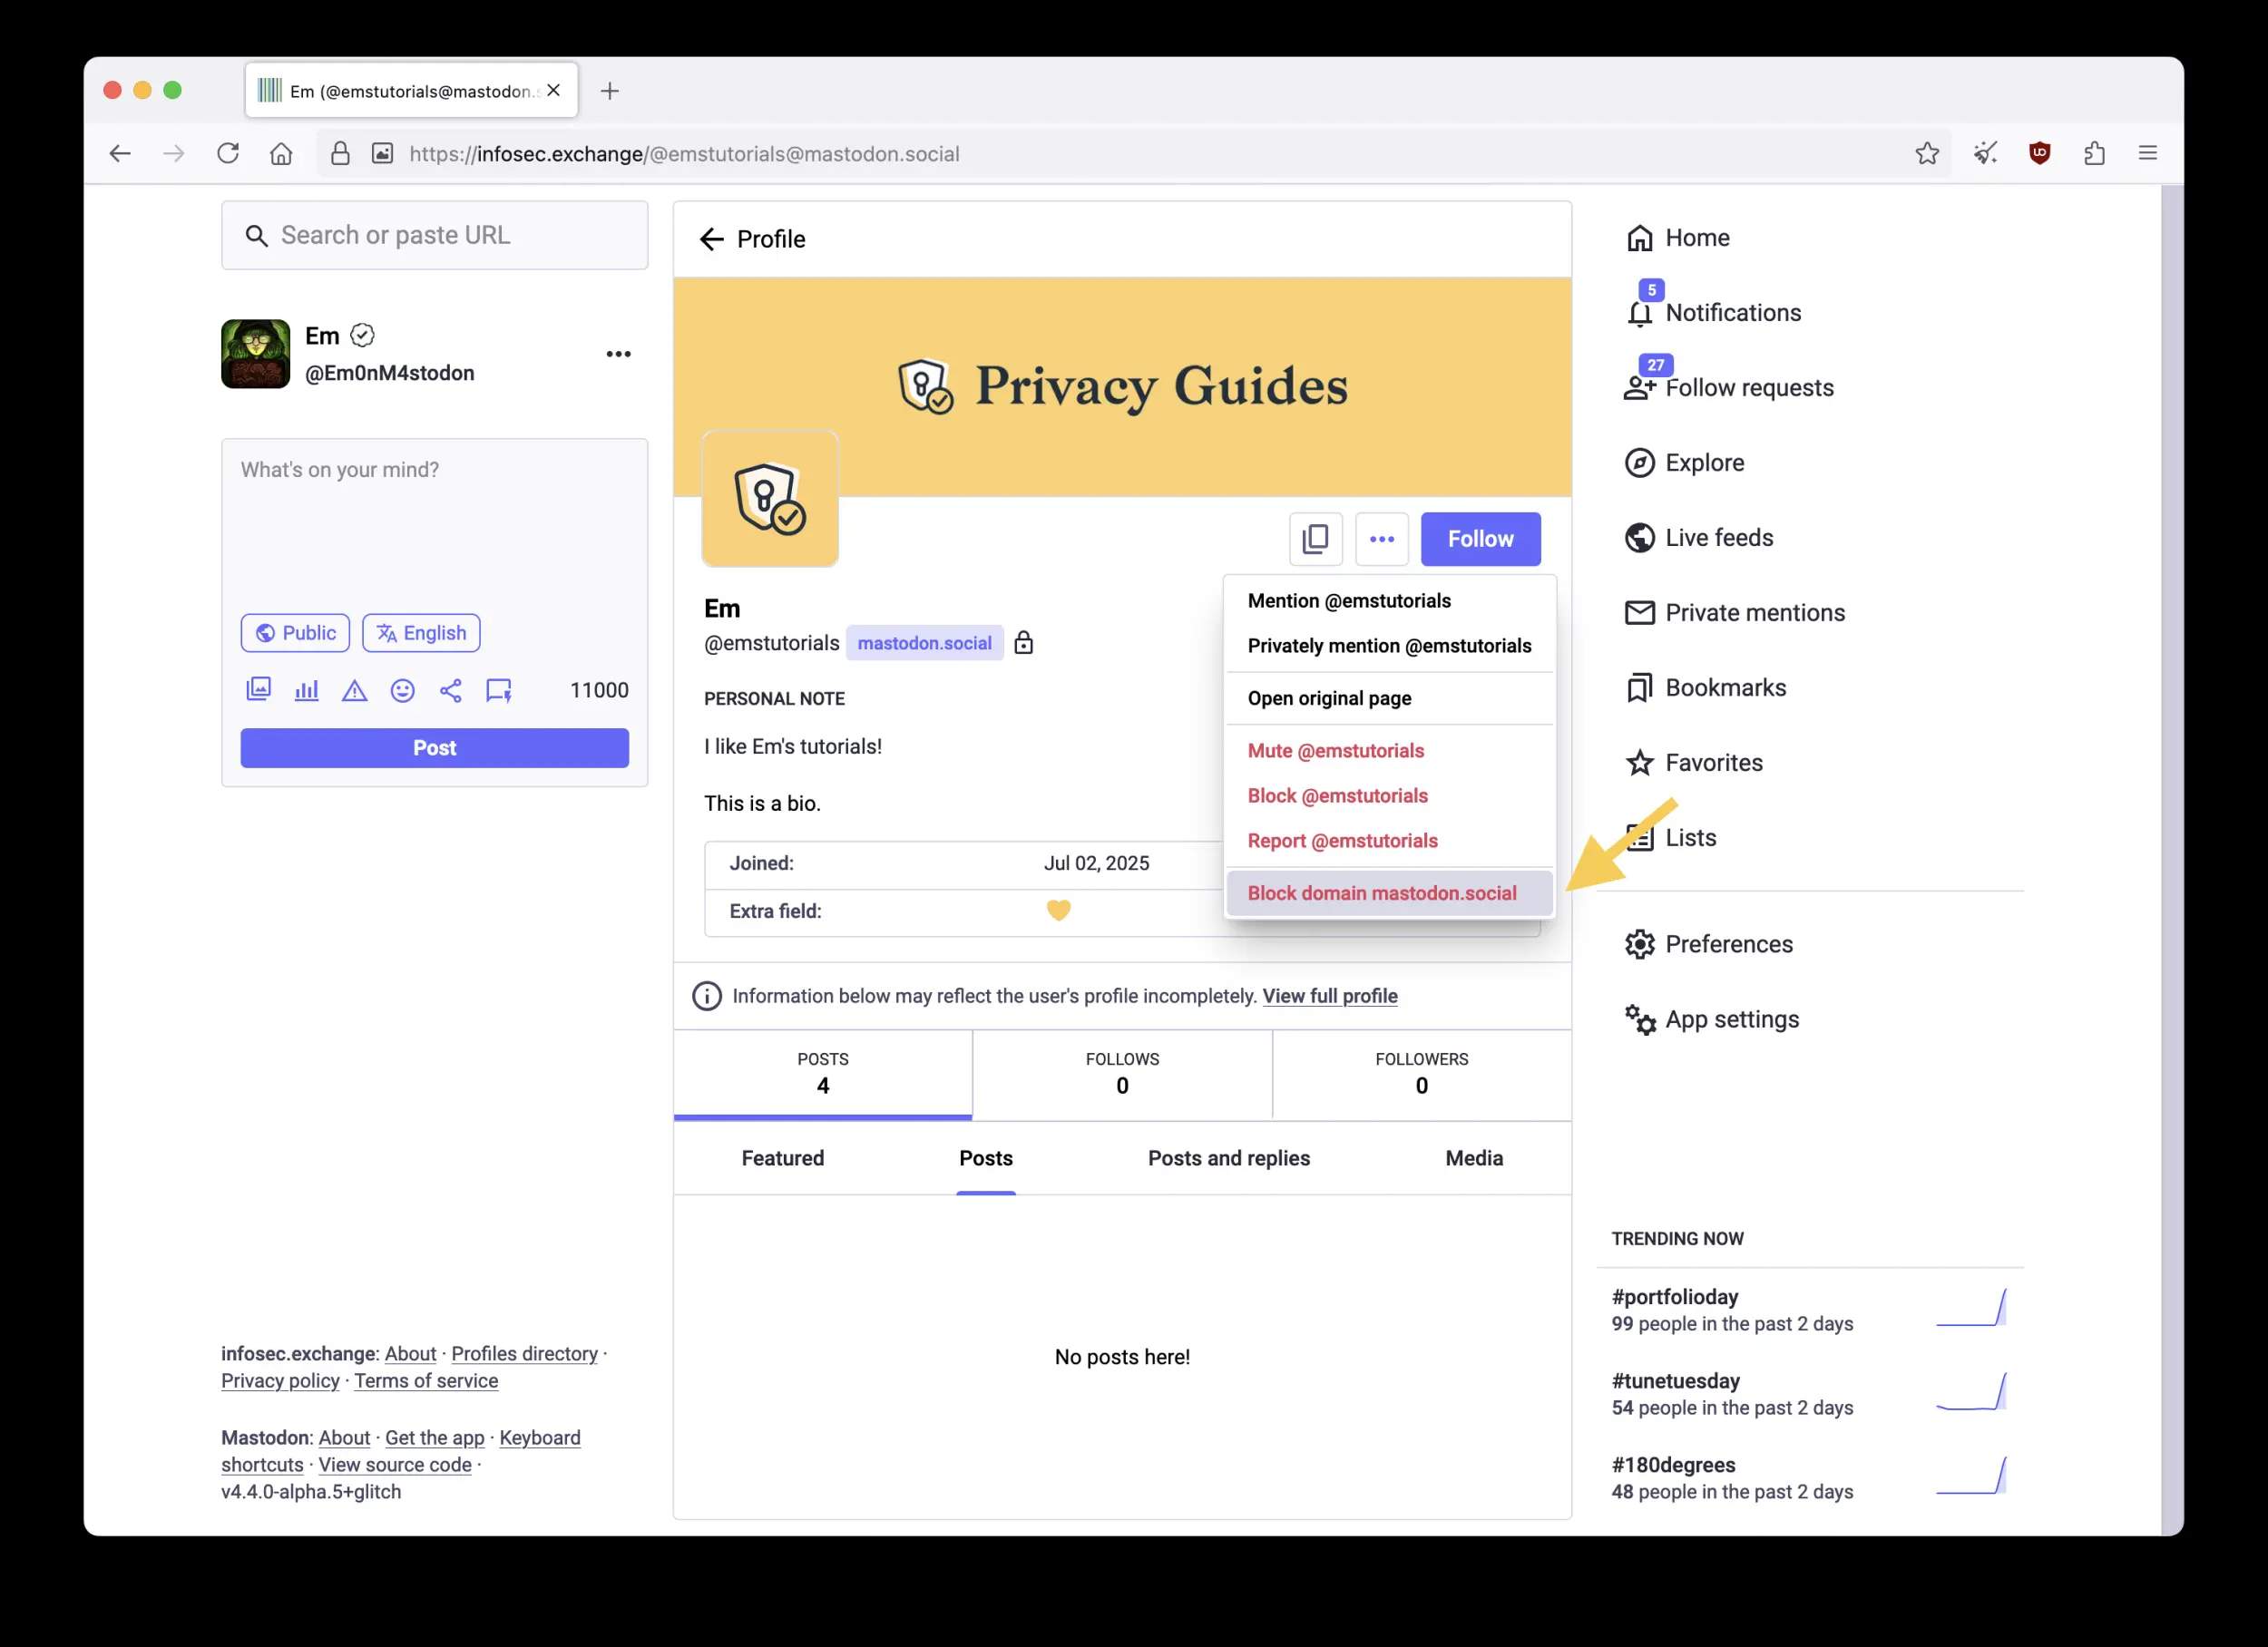 Em (@emstutorials@mastodon.s
https://infosec.exchange/@emstutorials@mastodon.social
Search or paste URL
Em
@Em0nM4stodon
What's on your mind?
Public
English
11000
Post
infosec.exchange: About · Profiles directory ·
Privacy policy · Terms of service
Mastodon: About · Get the app · Keyboard
shortcuts · View source code ·
v4.4.0-alpha.5+glitch
Profile
Privacy Guides
Follow
Em
@emstutorials mastodon.social
PERSONAL NOTE
I like Em's tutorials!
This is a bio.
Joined: Jul 02, 2025
Extra field:
Mention @emstutorials
Privately mention @emstutorials
Open original page
Mute @emstutorials
Block @emstutorials
Report @emstutorials
Block domain mastodon.social
Information below may reflect the user's profile incompletely. View full profile
POSTS
4
FOLLOWS
0
FOLLOWERS
0
Featured
Posts
Posts and replies
Media
No posts here!
Home
5
Notifications
27
Follow requests
Explore
Live feeds
Private mentions
Bookmarks
Favorites
Lists
Preferences
App settings
TRENDING NOW
#portfolioday
99 people in the past 2 days
#tunetuesday
54 people in the past 2 days
#180degrees
48 people in the past 2 days